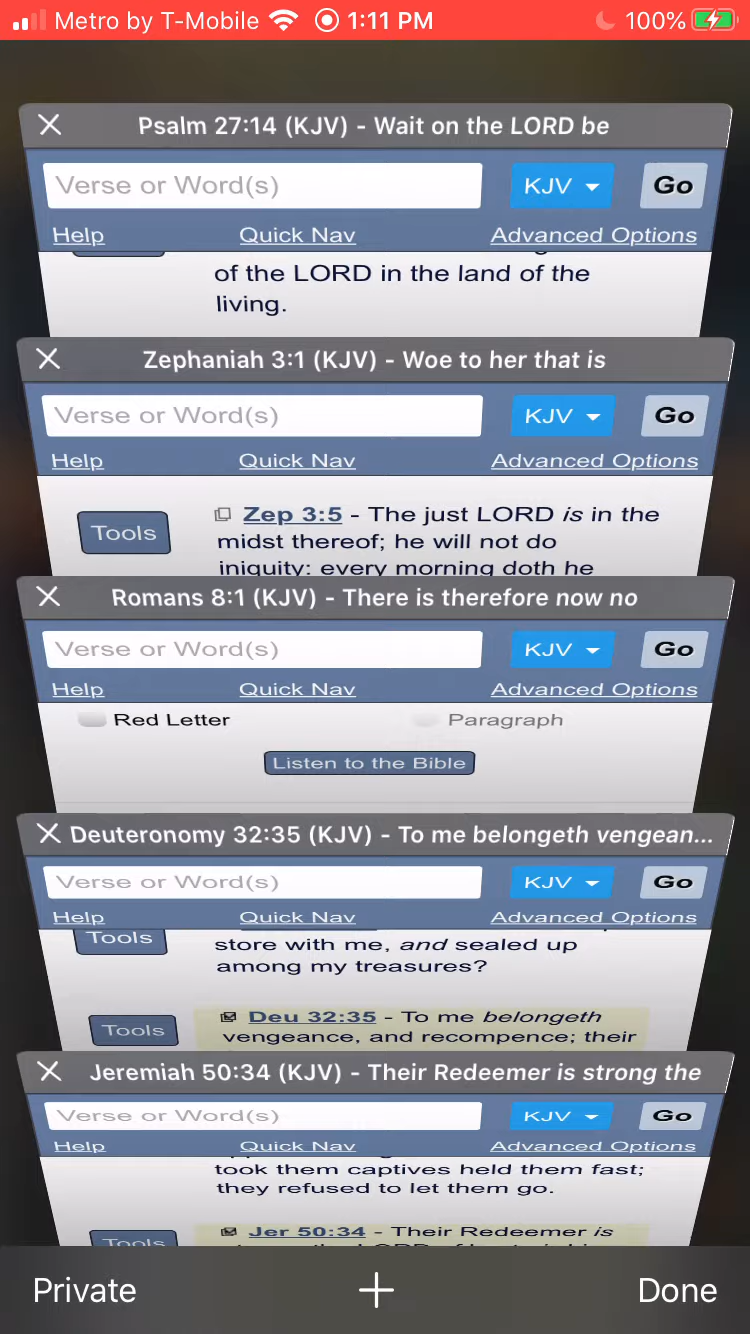 Metro by T-Mobile 1:11 PM 100%
Psalm 27:14 (KJV) - Wait on the LORD be
Verse or Word(s) KJV Go
Help Quick Nav Advanced Options
of the LORD in the land of the
living.
Zephaniah 3:1 (KJV) - Woe to her that is
Verse or Word(s) KJV Go
Help Quick Nav Advanced Options
Tools Zep 3:5 - The just LORD is in the
midst thereof; he will not do
iniquity: every morning doth he
Romans 8:1 (KJV) - There is therefore now no
Verse or Word(s) KJV Go
Help Quick Nav Advanced Options
Red Letter Paragraph
Listen to the Bible
Deuteronomy 32:35 (KJV) - To me belongeth vengean...
Verse or Word(s) KJV Go
Help Quick Nav Advanced Options
Tools store with me, and sealed up
among my treasures?
Tools Deu 32:35 - To me belongeth
vengeance, and recompence; their
Jeremiah 50:34 (KJV) - Their Redeemer is strong the
Verse or Word(s) KJV Go
Help Quick Nav Advanced Options
took them captives held them fast;
they refused to let them go.
Tools Jer 50:34 - Their Redeemer is
Private + Done